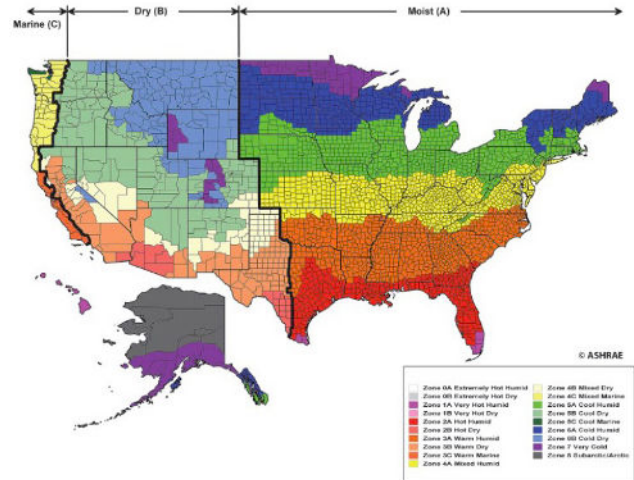 Marine (C)
Dry (B)
Moist (A)
© ASHRAE
Zone 0A Extremely Hot Humid
Zone 0B Extremely Hot Dry
Zone 1A Very Hot Humid
Zone 1B Very Hot Dry
Zone 2A Hot Humid
Zone 2B Hot Dry
Zone 3A Warm Humid
Zone 3B Warm Dry
Zone 3C Warm Marine
Zone 4A Mixed Humid
Zone 4B Mixed Dry
Zone 4C Mixed Marine
Zone 5A Cool Humid
Zone 5B Cool Dry
Zone 5C Cool Marine
Zone 6A Cold Humid
Zone 6B Cold Dry
Zone 7 Very Cold
Zone 8 Subarctic/Arctic